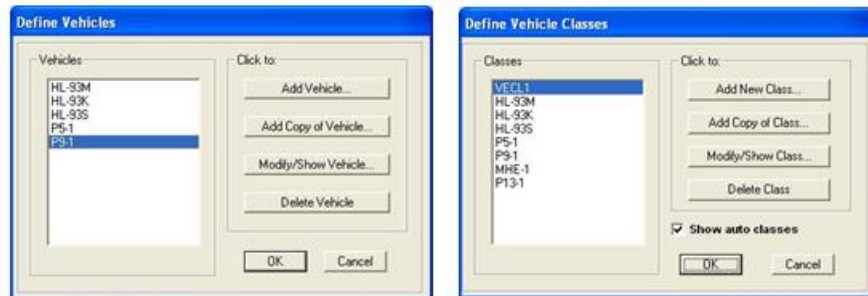 Define Vehicles
Vehicles
HL-93M
HL-93K
HL-93S
P5-1
P9-1
Click to:
Add Vehicle...
Add Copy of Vehicle...
Modify/Show Vehicle...
Delete Vehicle
OK
Cancel
Define Vehicle Classes
Classes
VECL1
HL-93M
HL-93K
HL-93S
P5-1
P9-1
MHE-1
P13-1
Click to:
Add New Class...
Add Copy of Class...
Modify/Show Class...
Delete Class
Show auto classes
OK
Cancel